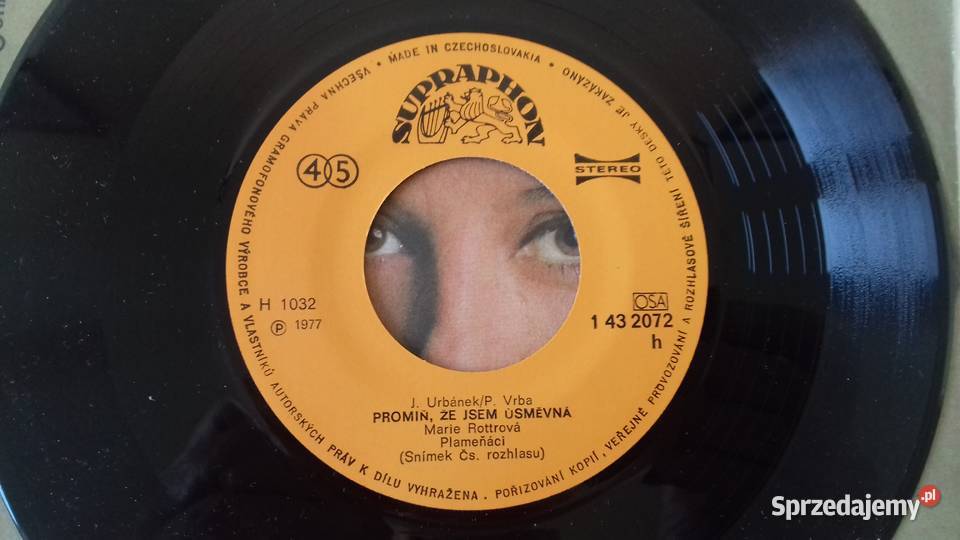 MADE IN CZECHOSLOVAKIA • VŠECHNA PRÁVA GRAMOFONOVÉHO VÝROBCE A VLASTNÍKŮ AUTORSKÝCH PRÁV K DÍLU VYHRAŽENA. POŘIZOVÁNÍ KOPIÍ, VEŘEJNÉ PROVOZOVÁNÍ A ROZHLASOVÉ ŠÍŘENÍ TÉTO DESKY JE ZAKÁZÁNO •
SUPRAPHON
45
STEREO
H 1032
Ⓟ 1977
OSA
1 43 2072
h
J. Urbánek/P. Vrba
PROMIŇ, ŽE JSEM ÚSMĚVNÁ
Marie Rottrová
Plameňáci
(Snímek Čs. rozhlasu)
Sprzedajemy.pl